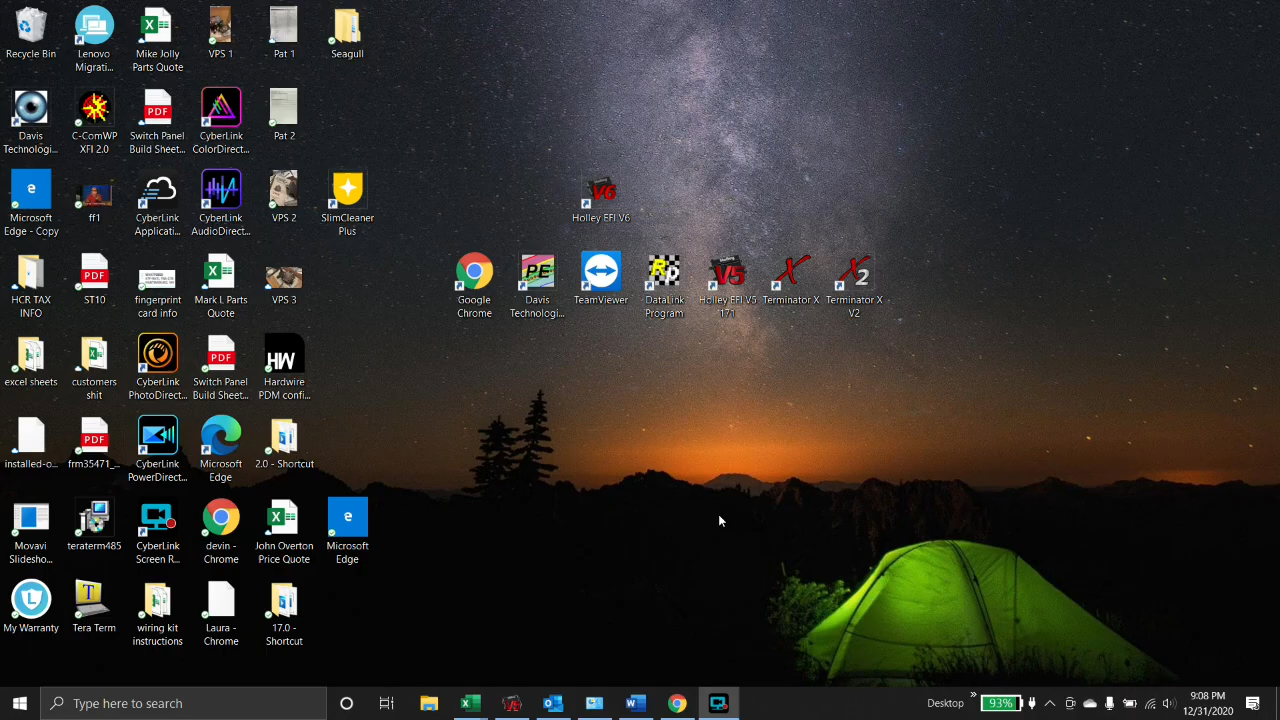 Recycle Bin
Lenovo
Migrati...
Mike Jolly
Parts Quote
VPS 1
Pat 1
Seagull
Davis
Technologi...
C-ComWP
XFI 2.0
PDF
Switch Panel
Build Sheet...
CyberLink
ColorDirect...
Pat 2
Microsoft
Edge - Copy
ff1
CyberLink
Applicati...
CyberLink
AudioDirect...
VPS 2
SlimCleaner
Plus
V6
Holley EFI V6
HCR TAX
INFO
PDF
ST10
fingerprint
card info
Mark L Parts
Quote
VPS 3
Google
Chrome
PE
Davis
Technologi...
TeamViewer
RD
DataLink
Program
V5
Holley EFI V5
171
X
Terminator X
X 2
Terminator X
V2
excel sheets
customers
shit
CyberLink
PhotoDirect...
PDF
Switch Panel
Build Sheet...
HW
Hardwire
PDM confi...
installed-o...
PDF
frm35471_...
CyberLink
PowerDirect...
Microsoft
Edge
2.0 - Shortcut
Movavi
Slidesho...
teraterm485
CyberLink
Screen R...
devin -
Chrome
John Overton
Price Quote
Microsoft
Edge
My Warranty
T
Tera Term
wiring kit
instructions
Laura -
Chrome
17.0 -
Shortcut
Type here to search
Desktop
93%
9:08 PM
12/31/2020